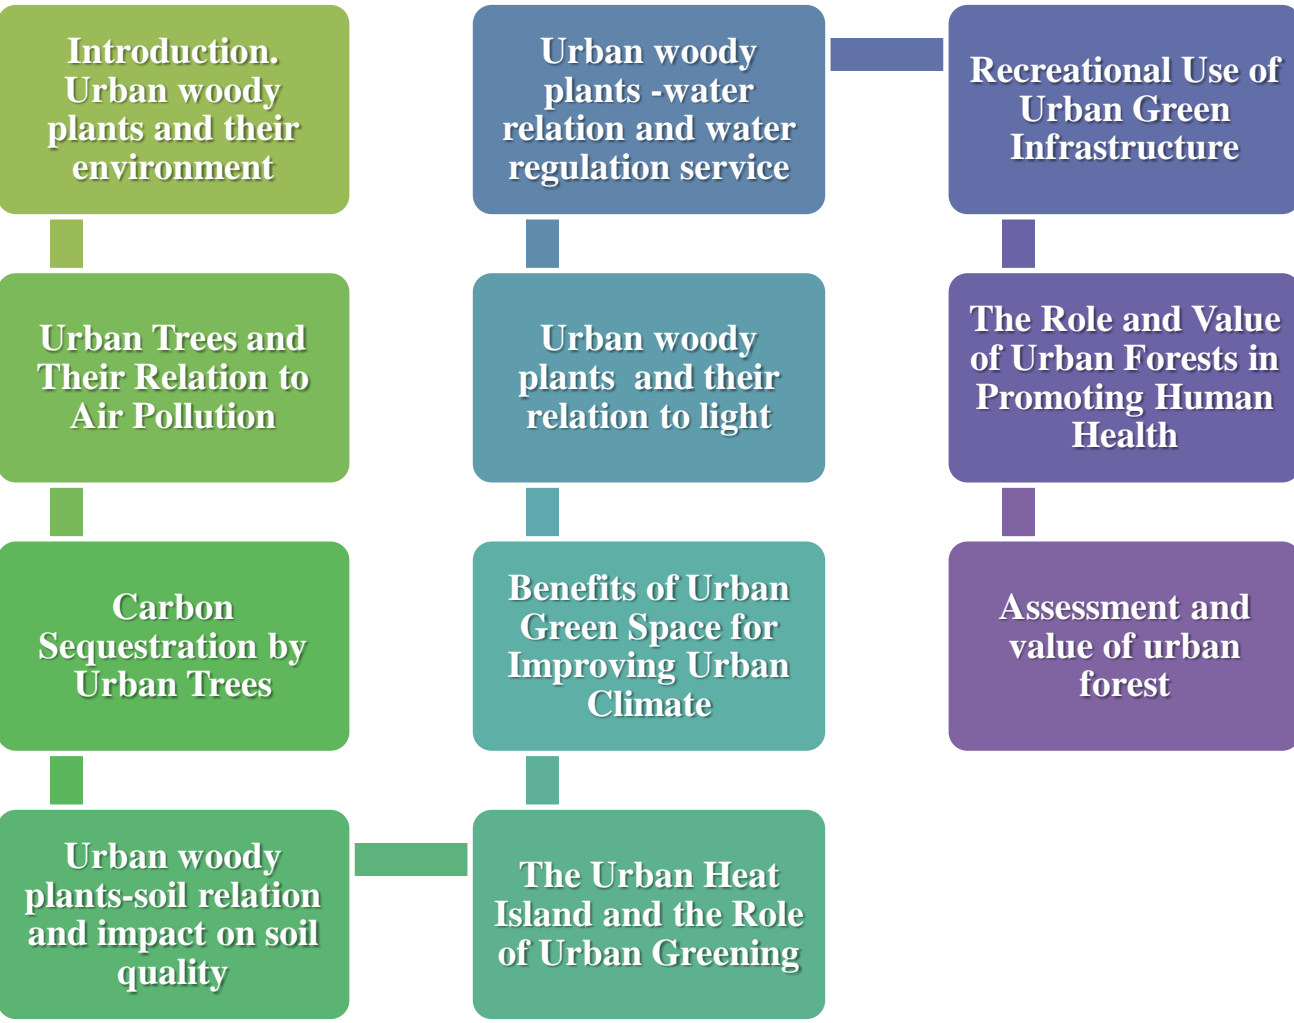 Introduction.
Urban woody
plants and their
environment
Urban Trees and
Their Relation to
Air Pollution
Carbon
Sequestration by
Urban Trees
Urban woody
plants-soil relation
and impact on soil
quality
The Urban Heat
Island and the Role
of Urban Greening
Benefits of Urban
Green Space for
Improving Urban
Climate
Urban woody
plants and their
relation to light
Urban woody
plants -water
relation and water
regulation service
Recreational Use of
Urban Green
Infrastructure
The Role and Value
of Urban Forests in
Promoting Human
Health
Assessment and
value of urban
forest